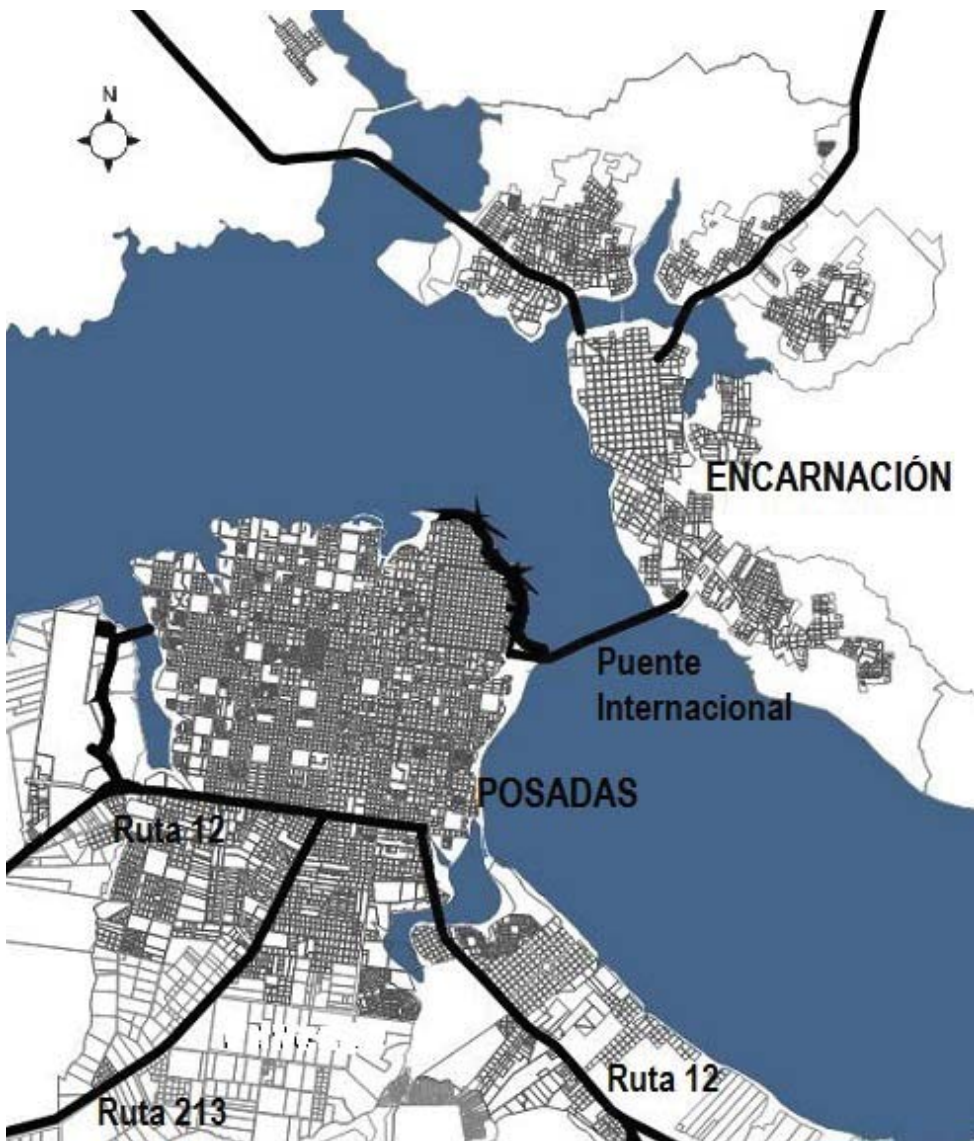 N
ENCARNACIÓN
Puente
Internacional
POSADAS
Ruta 12
Ruta 12
Ruta 213